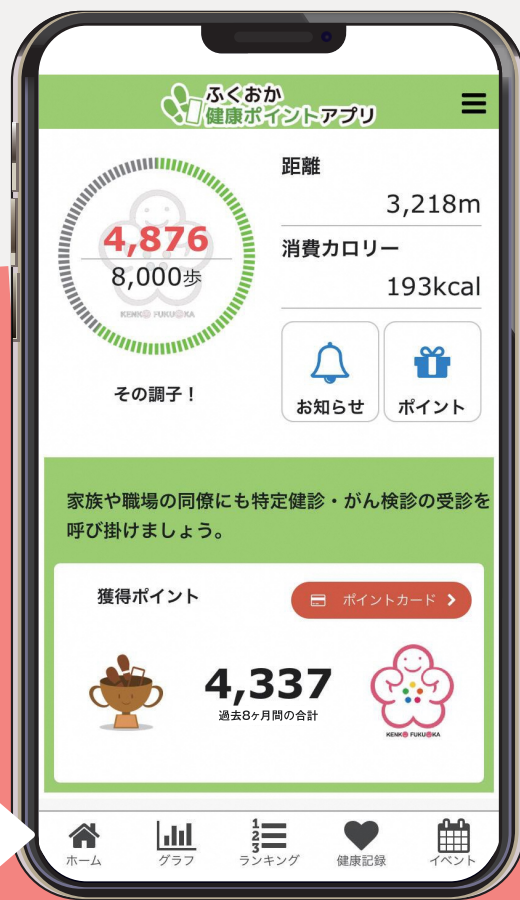 ふくおか
健康ポイントアプリ
4,876
8,000歩
KENKO FUKUOKA
その調子！
距離
3,218m
消費カロリー
193kcal
お知らせ
ポイント
家族や職場の同僚にも特定健診・がん検診の受診を
呼び掛けましょう。
獲得ポイント
ポイントカード
4,337
過去8ヶ月間の合計
KENKO FUKUOKA
1
2
3
ホーム
グラフ
ランキング
健康記録
イベント